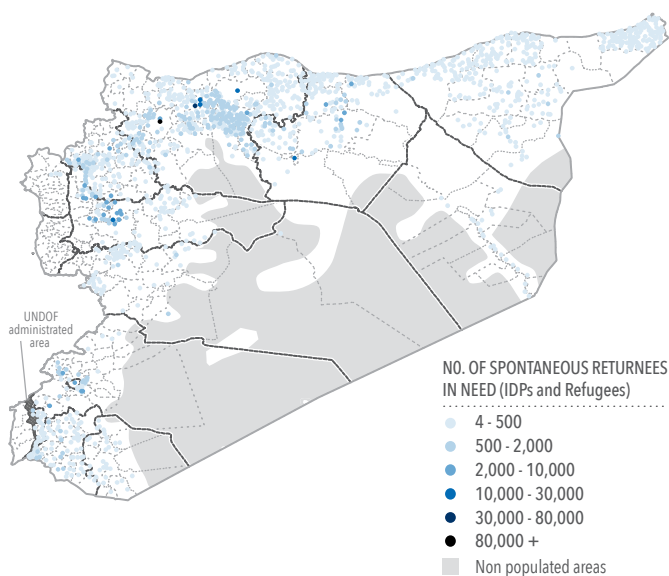 UNDOF
administrated
area
NO. OF SPONTANEOUS RETURNEES
IN NEED (IDPs and Refugees)
4 - 500
500 - 2,000
2,000 - 10,000
10,000 - 30,000
30,000 - 80,000
80,000 +
Non populated areas